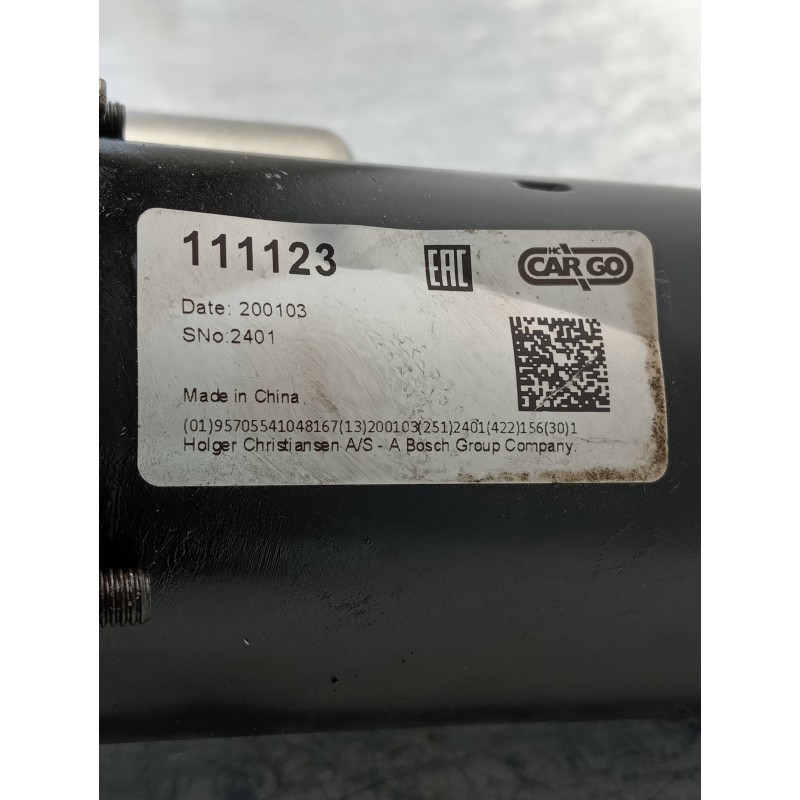 111123
EAC
HC
CARGO
Date: 200103
SNo:2401
Made in China
(01)95705541048167(13)200103(251)2401(422)156(30)1
Holger Christiansen A/S - A Bosch Group Company.